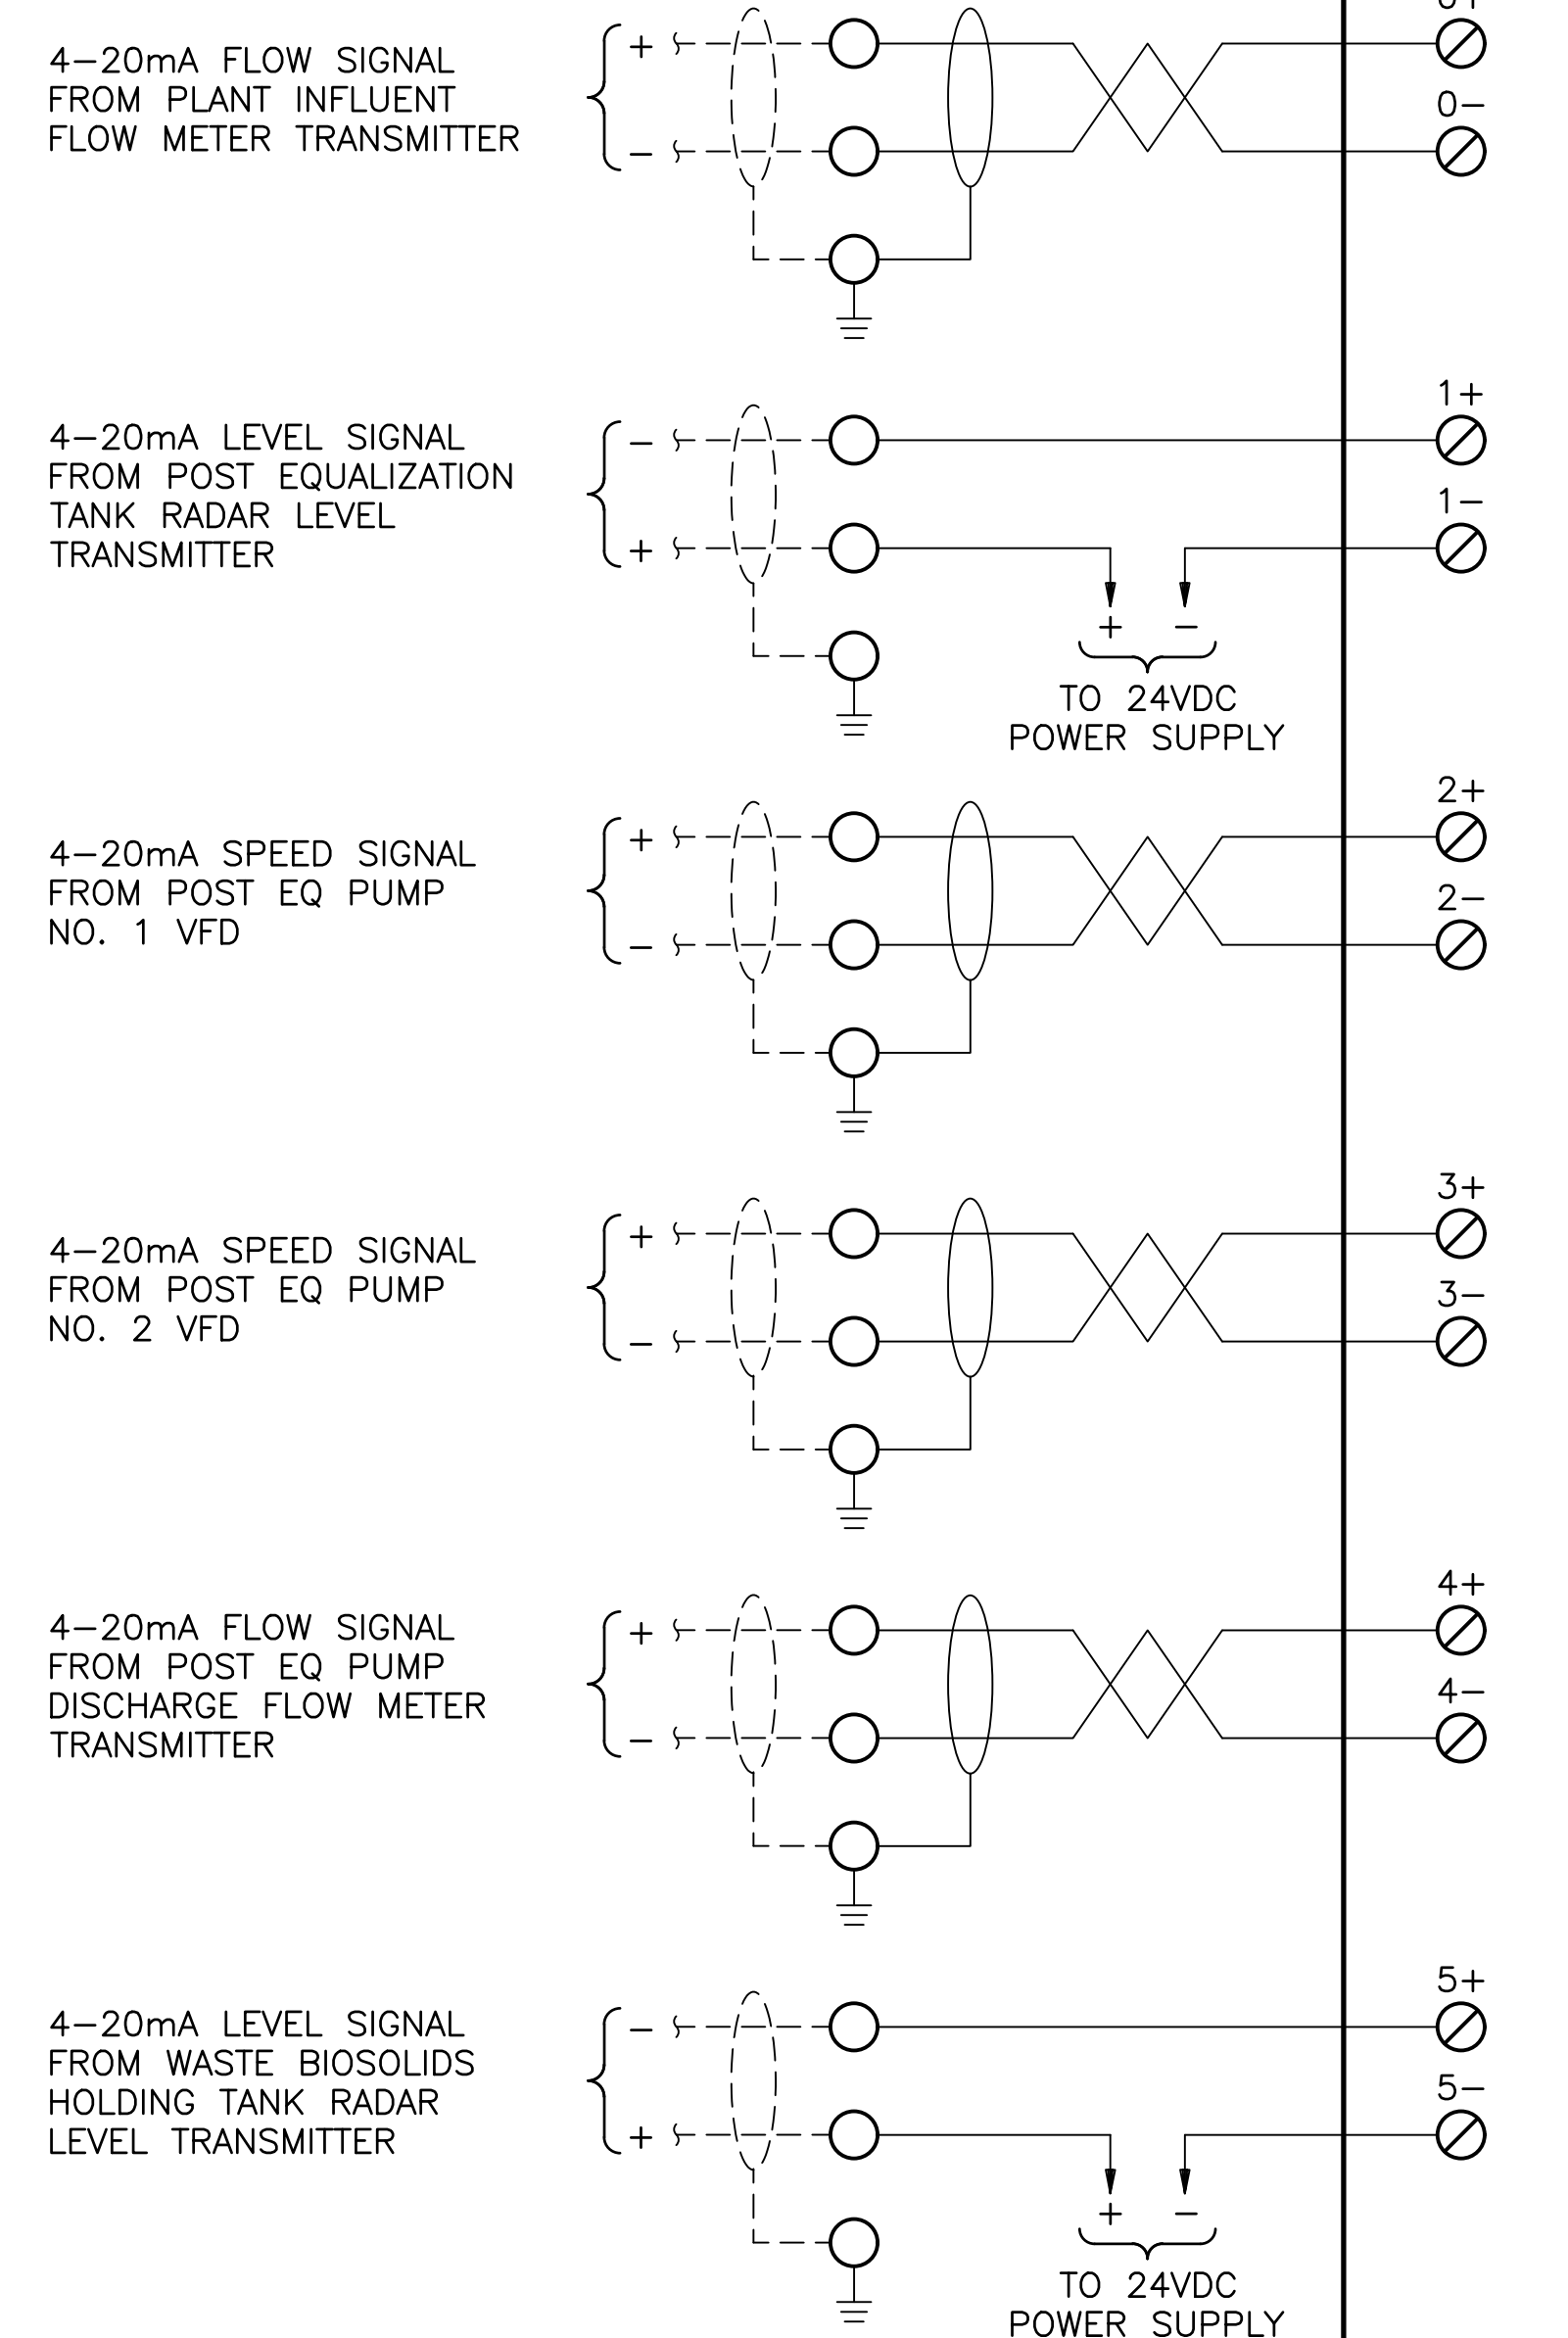 0+
4-20mA FLOW SIGNAL
FROM PLANT INFLUENT
FLOW METER TRANSMITTER
+
-
0-
4-20mA LEVEL SIGNAL
FROM POST EQUALIZATION
TANK RADAR LEVEL
TRANSMITTER
-
+
1+
1-
+ -
TO 24VDC
POWER SUPPLY
4-20mA SPEED SIGNAL
FROM POST EQ PUMP
NO. 1 VFD
+
-
2+
2-
4-20mA SPEED SIGNAL
FROM POST EQ PUMP
NO. 2 VFD
+
-
3+
3-
4-20mA FLOW SIGNAL
FROM POST EQ PUMP
DISCHARGE FLOW METER
TRANSMITTER
+
-
4+
4-
4-20mA LEVEL SIGNAL
FROM WASTE BIOSOLIDS
HOLDING TANK RADAR
LEVEL TRANSMITTER
-
+
5+
5-
+ -
TO 24VDC
POWER SUPPLY